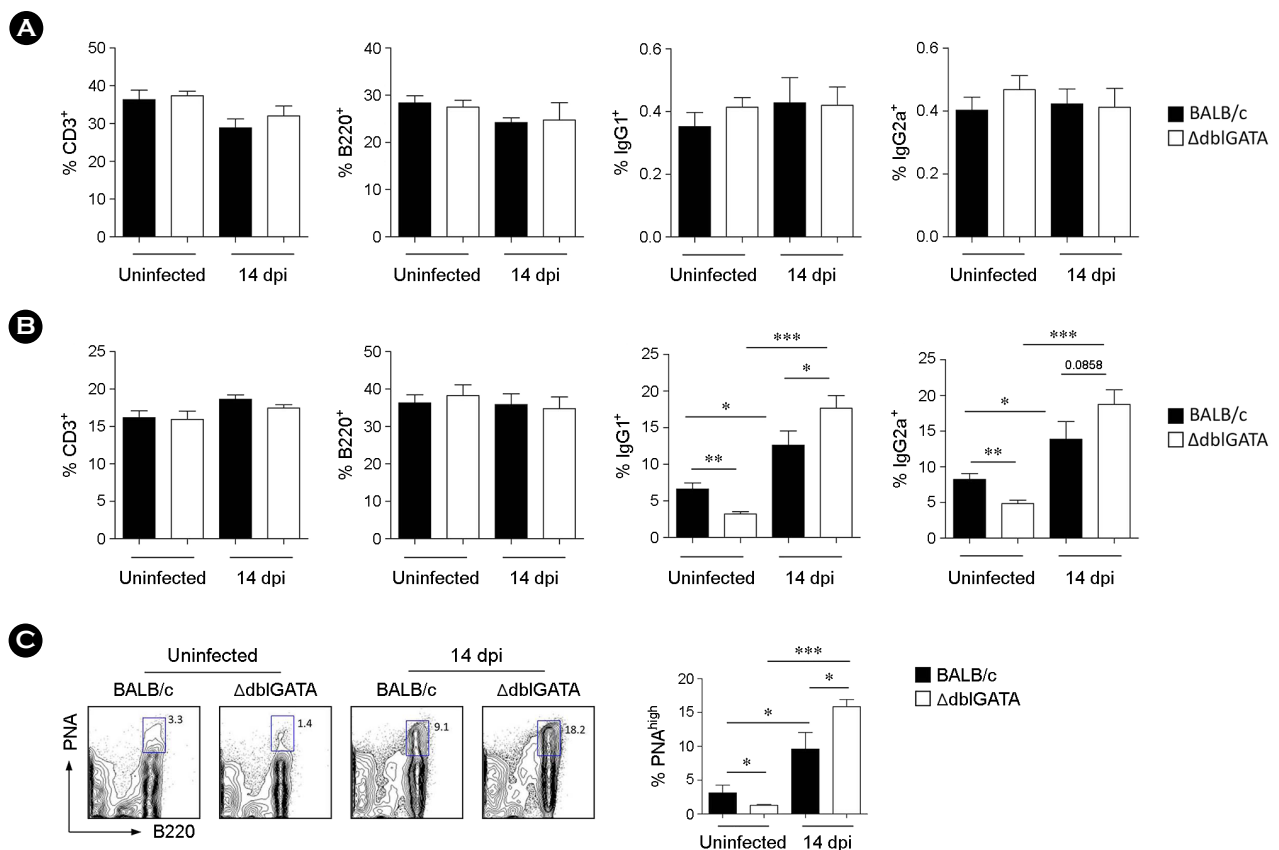 A
% CD3+
50
40
30
20
10
0
Uninfected
14 dpi
% B220+
40
30
20
10
0
Uninfected
14 dpi
% IgG1+
0.6
0.4
0.2
0.0
Uninfected
14 dpi
% IgG2a+
0.6
0.4
0.2
0.0
Uninfected
14 dpi
BALB/c
ΔdblGATA
B
% CD3+
25
20
15
10
5
0
Uninfected
14 dpi
% B220+
50
40
30
20
10
0
Uninfected
14 dpi
% IgG1+
25
20
15
10
5
0
***
*
*
**
Uninfected
14 dpi
% IgG2a+
25
20
15
10
5
0
***
0.0858
*
**
Uninfected
14 dpi
BALB/c
ΔdblGATA
C
Uninfected
14 dpi
BALB/c
ΔdblGATA
BALB/c
ΔdblGATA
PNA
3.3
1.4
9.1
18.2
B220
% PNAhigh
20
15
10
5
0
***
*
*
*
Uninfected
14 dpi
BALB/c
ΔdblGATA